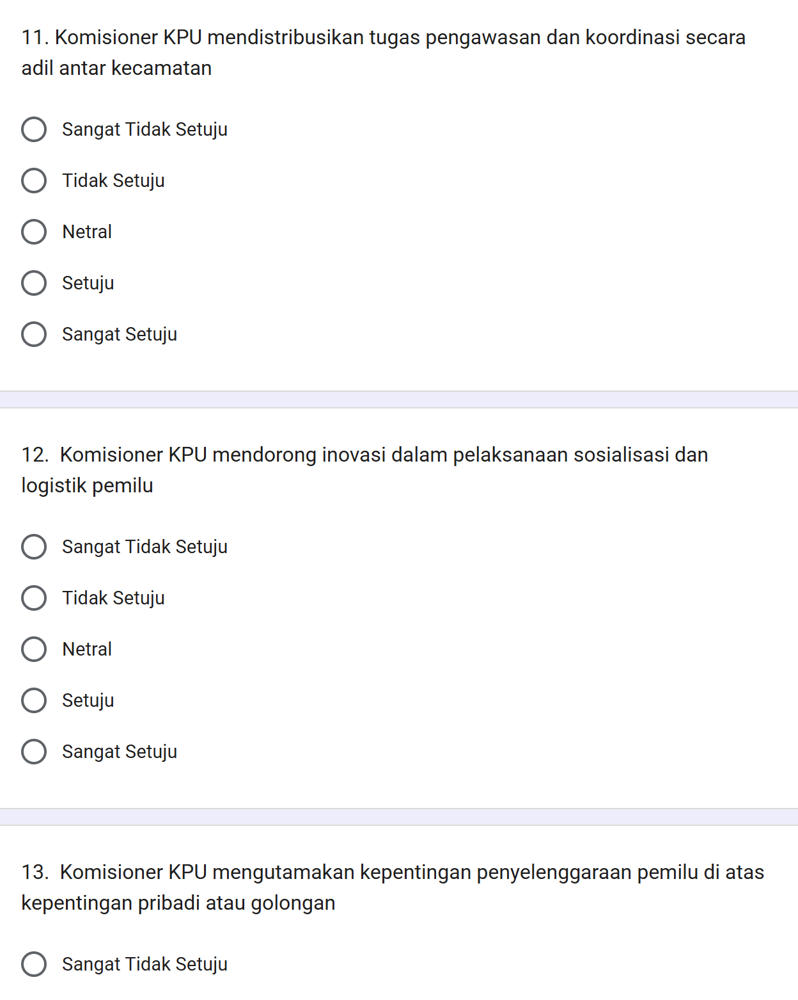 11. Komisioner KPU mendistribusikan tugas pengawasan dan koordinasi secara
adil antar kecamatan
Sangat Tidak Setuju
Tidak Setuju
Netral
Setuju
Sangat Setuju
12.  Komisioner KPU mendorong inovasi dalam pelaksanaan sosialisasi dan
logistik pemilu
Sangat Tidak Setuju
Tidak Setuju
Netral
Setuju
Sangat Setuju
13.  Komisioner KPU mengutamakan kepentingan penyelenggaraan pemilu di atas
kepentingan pribadi atau golongan
Sangat Tidak Setuju